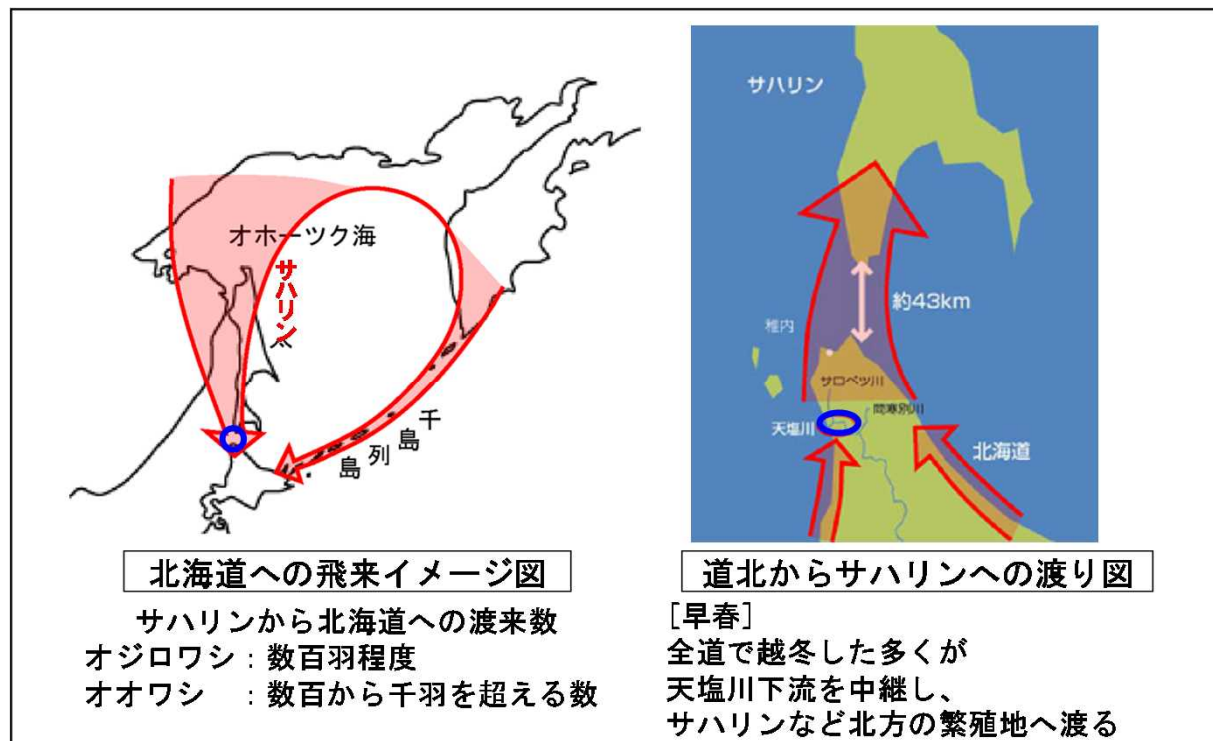 オホーツク海
サハリン
千島列島
北海道への飛来イメージ図
サハリンから北海道への渡来数
オジロワシ：数百羽程度
オオワシ　：数百から千羽を超える数
サハリン
約43km
稚内
サロベツ川
問寒別川
天塩川
北海道
道北からサハリンへの渡り図
[早春]
全道で越冬した多くが
天塩川下流を中継し、
サハリンなど北方の繁殖地へ渡る